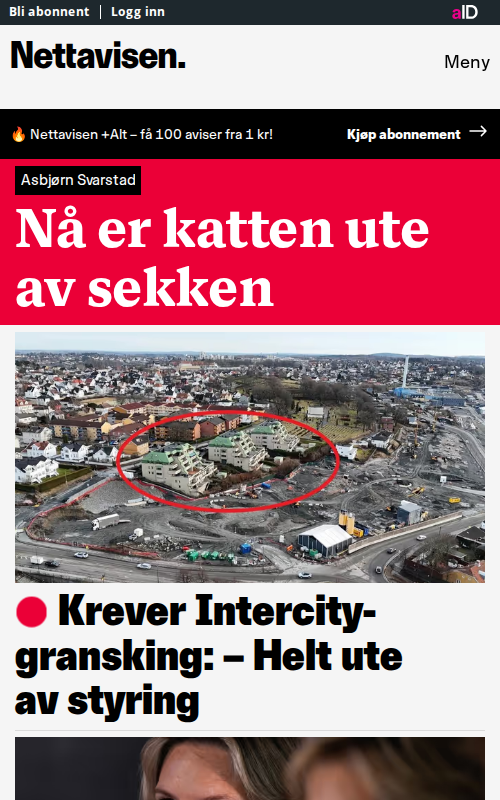 Bli abonnent | Logg inn
aID
Nettavisen.
Meny
🔥 Nettavisen +Alt – få 100 aviser fra 1 kr!
Kjøp abonnement →
Asbjørn Svarstad
Nå er katten ute
av sekken
Krever Intercity-
gransking: – Helt ute
av styring